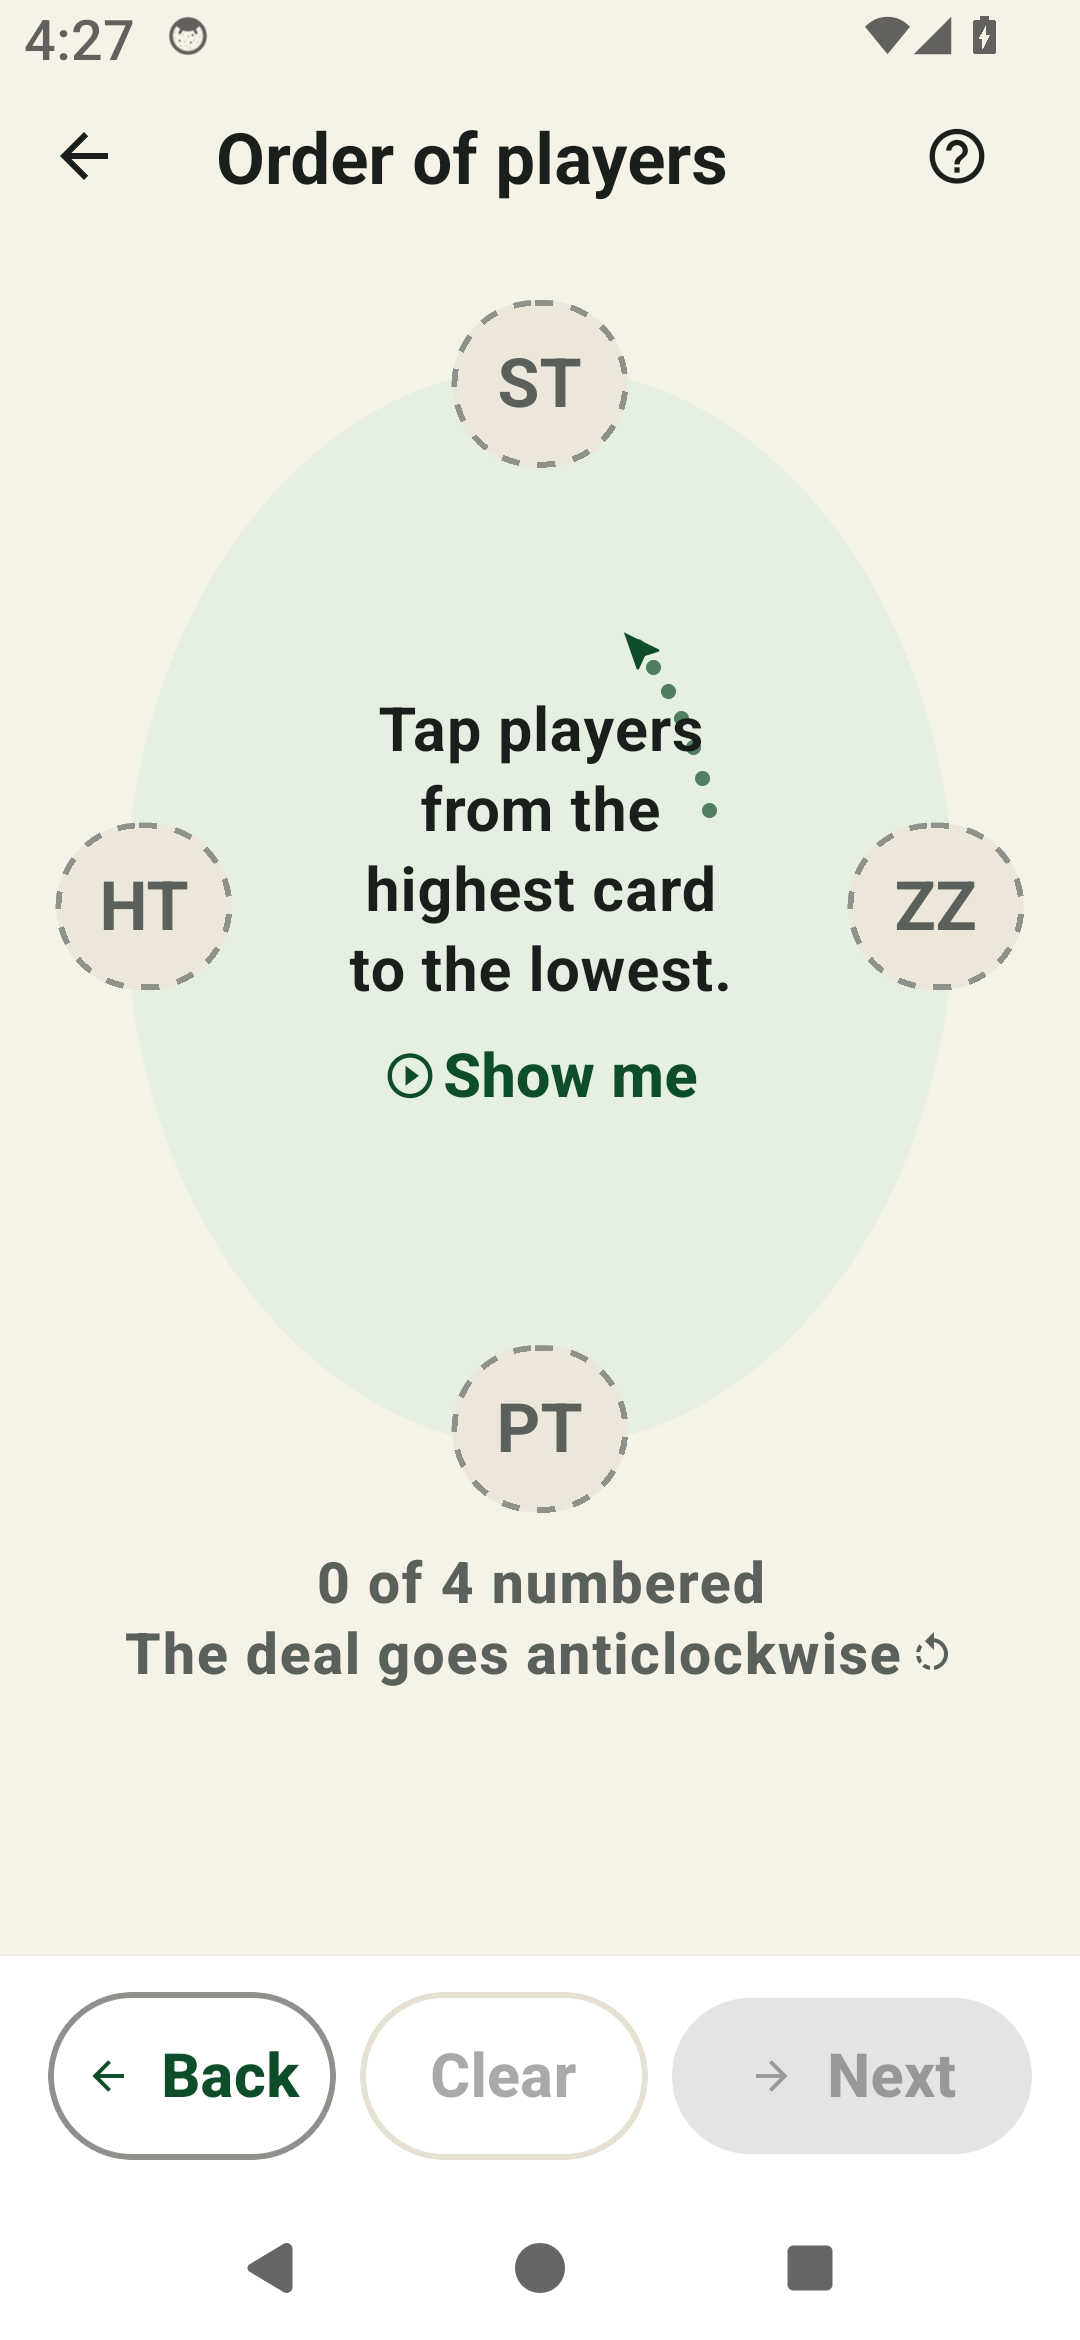 4:27
Order of players
ST
Tap players
from the
highest card
to the lowest.
HT
ZZ
Show me
PT
0 of 4 numbered
The deal goes anticlockwise
Back
Clear
Next